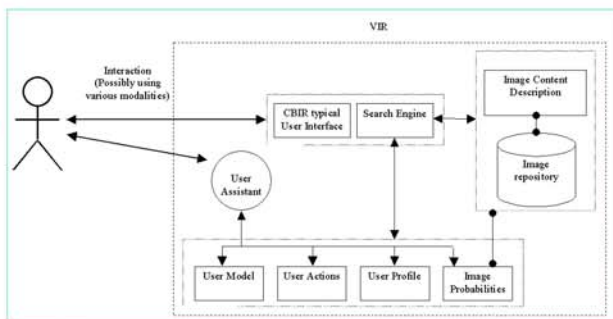 VIR
Interaction
(Possibly using
various modalities)
CBIR typical
User Interface
Search Engine
Image Content
Description
Image
repository
User
Assistant
User Model
User Actions
User Profile
Image
Probabilities